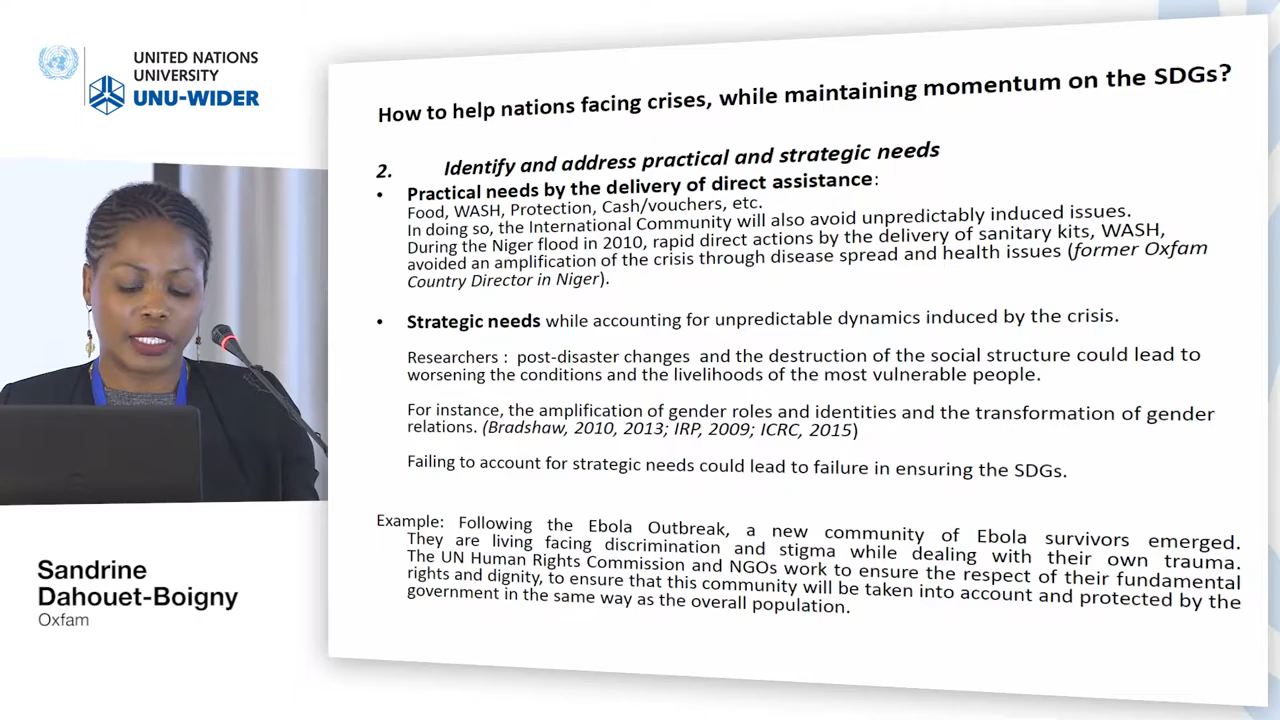 UNITED NATIONS
UNIVERSITY
UNU-WIDER
How to help nations facing crises, while maintaining momentum on the SDGs?
2. Identify and address practical and strategic needs
• Practical needs by the delivery of direct assistance:
Food, WASH, Protection, Cash/vouchers, etc.
In doing so, the International Community will also avoid unpredictably induced issues.
During the Niger flood in 2010, rapid direct actions by the delivery of sanitary kits, WASH,
avoided an amplification of the crisis through disease spread and health issues (former Oxfam
Country Director in Niger).
• Strategic needs while accounting for unpredictable dynamics induced by the crisis.
Researchers : post-disaster changes and the destruction of the social structure could lead to
worsening the conditions and the livelihoods of the most vulnerable people.
For instance, the amplification of gender roles and identities and the transformation of gender
relations. (Bradshaw, 2010, 2013; IRP, 2009; ICRC, 2015)
Failing to account for strategic needs could lead to failure in ensuring the SDGs.
Example: Following the Ebola Outbreak, a new community of Ebola survivors emerged.
They are living facing discrimination and stigma while dealing with their own trauma.
The UN Human Rights Commission and NGOs work to ensure the respect of their fundamental
rights and dignity, to ensure that this community will be taken into account and protected by the
government in the same way as the overall population.
Sandrine
Dahouet-Boigny
Oxfam